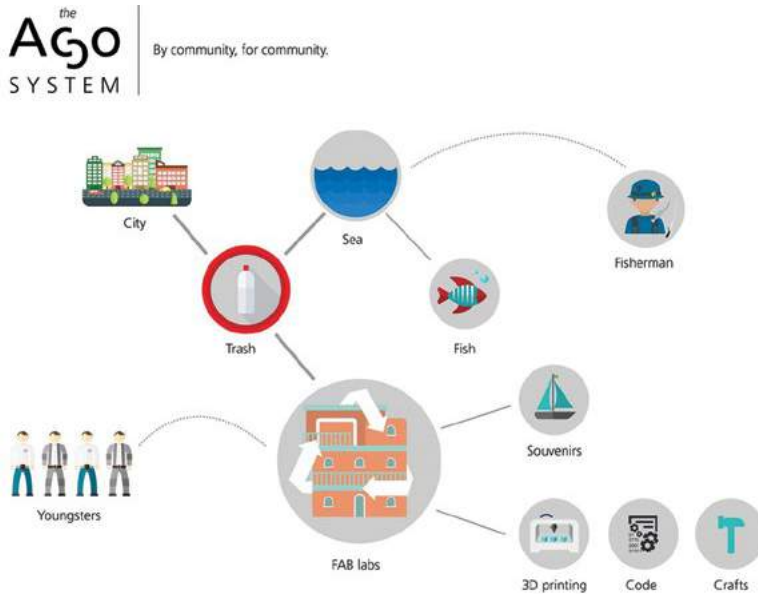 the
Ago
SYSTEM
By community, for community.
City
Sea
Fisherman
Trash
Fish
Youngsters
FAB labs
Souvenirs
3D printing
Code
Crafts